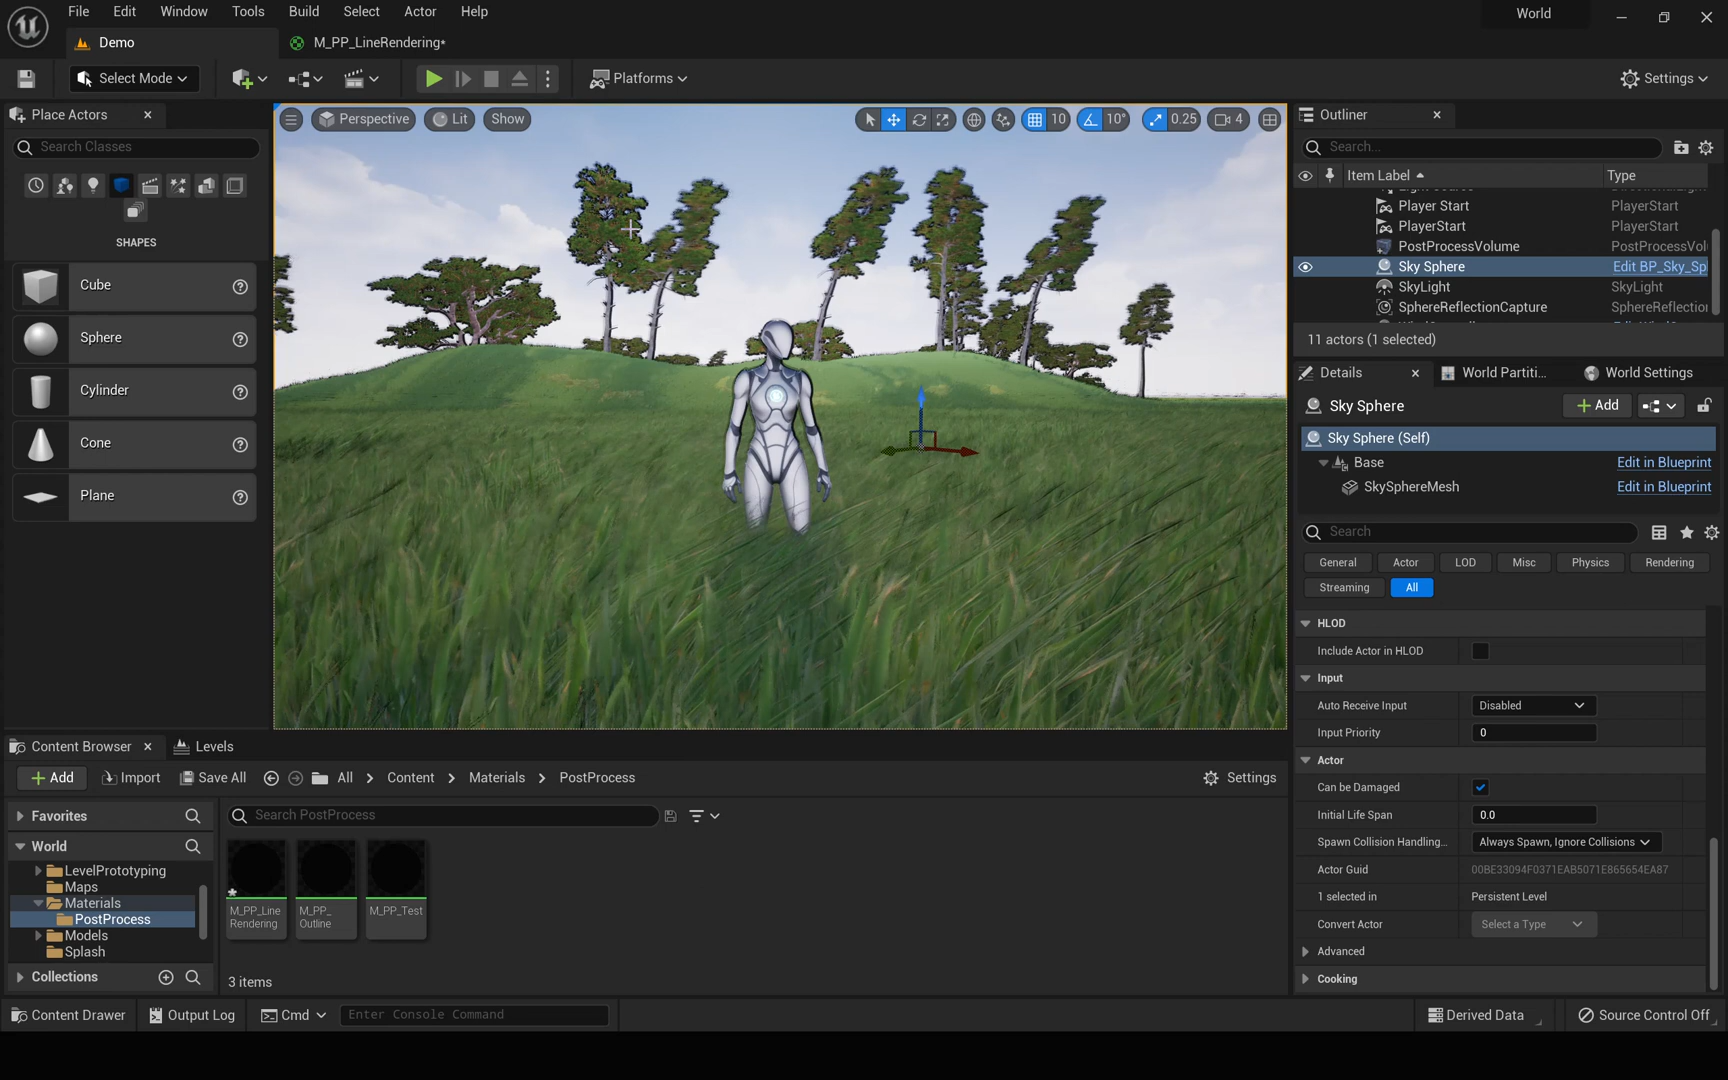 File Edit Window Tools Build Select Actor Help
World
Demo
M_PP_LineRendering*
Select Mode
Platforms
Settings
Place Actors
Search Classes
SHAPES
Cube
Sphere
Cylinder
Cone
Plane
Perspective
Lit
Show
10
10°
0.25
4
Outliner
Search...
Item Label
Type
Player Start PlayerStart
PlayerStart PlayerStart
PostProcessVolume PostProcessVol
Sky Sphere Edit BP_Sky_Sp
SkyLight SkyLight
SphereReflectionCapture SphereReflection
11 actors (1 selected)
Details
World Partiti...
World Settings
Sky Sphere
Add
Sky Sphere (Self)
Base Edit in Blueprint
SkySphereMesh Edit in Blueprint
Search
General Actor LOD Misc Physics Rendering
Streaming All
HLOD
Include Actor in HLOD
Input
Auto Receive Input Disabled
Input Priority 0
Actor
Can be Damaged
Initial Life Span 0.0
Spawn Collision Handling... Always Spawn, Ignore Collisions
Actor Guid 00BE33094F0371EAB5071E865654EA87
1 selected in Persistent Level
Convert Actor Select a Type
Advanced
Cooking
Content Browser
Levels
Add
Import
Save All
All
Content
Materials
PostProcess
Settings
Favorites
World
LevelPrototyping
Maps
Materials
PostProcess
Models
Splash
Collections
Search PostProcess
M_PP_Line
Rendering
M_PP_
Outline
M_PP_Test
3 items
Content Drawer
Output Log
Cmd
Enter Console Command
Derived Data
Source Control Off